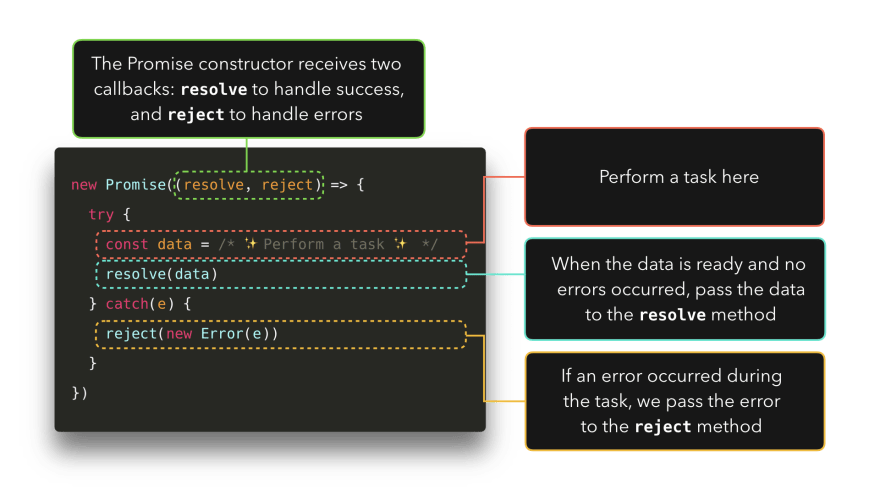 The Promise constructor receives two
callbacks: resolve to handle success,
and reject to handle errors
new Promise((resolve, reject) => {
try {
const data = /* ✨ Perform a task ✨ */
resolve(data)
} catch(e) {
reject(new Error(e))
}
})
Perform a task here
When the data is ready and no
errors occurred, pass the data
to the resolve method
If an error occurred during
the task, we pass the error
to the reject method